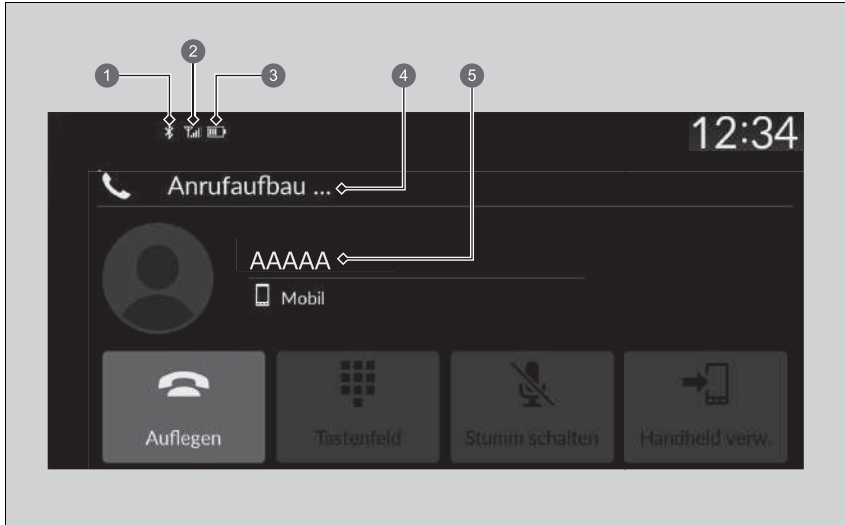 2
1 3 4 5
12:34
Anrufaufbau ...
AAAAA
Mobil
Auflegen Tastenfeld Stumm schalten Handheld verw.